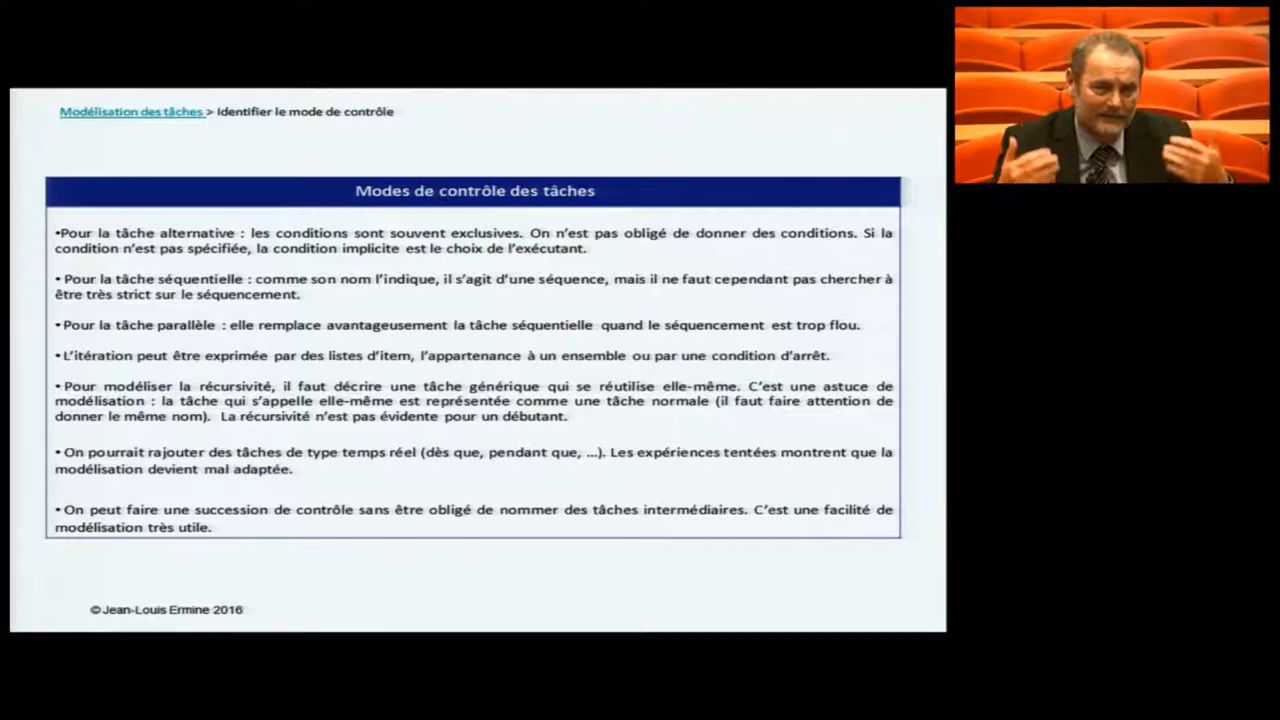 Modélisation des tâches > Identifier le mode de contrôle
Modes de contrôle des tâches
•Pour la tâche alternative : les conditions sont souvent exclusives. On n'est pas obligé de donner des conditions. Si la
condition n'est pas spécifiée, la condition implicite est le choix de l'exécutant.
• Pour la tâche séquentielle : comme son nom l'indique, il s'agit d'une séquence, mais il ne faut cependant pas chercher à
être très strict sur le séquencement.
• Pour la tâche parallèle : elle remplace avantageusement la tâche séquentielle quand le séquencement est trop flou.
• L'itération peut être exprimée par des listes d'item, l'appartenance à un ensemble ou par une condition d'arrêt.
• Pour modéliser la récursivité, il faut décrire une tâche générique qui se réutilise elle-même. C'est une astuce de
modélisation : la tâche qui s'appelle elle-même est représentée comme une tâche normale (il faut faire attention de
donner le même nom). La récursivité n'est pas évidente pour un débutant.
• On pourrait rajouter des tâches de type temps réel (dès que, pendant que, ...). Les expériences tentées montrent que la
modélisation devient mal adaptée.
• On peut faire une succession de contrôle sans être obligé de nommer des tâches intermédiaires. C'est une facilité de
modélisation très utile.
© Jean-Louis Ermine 2016